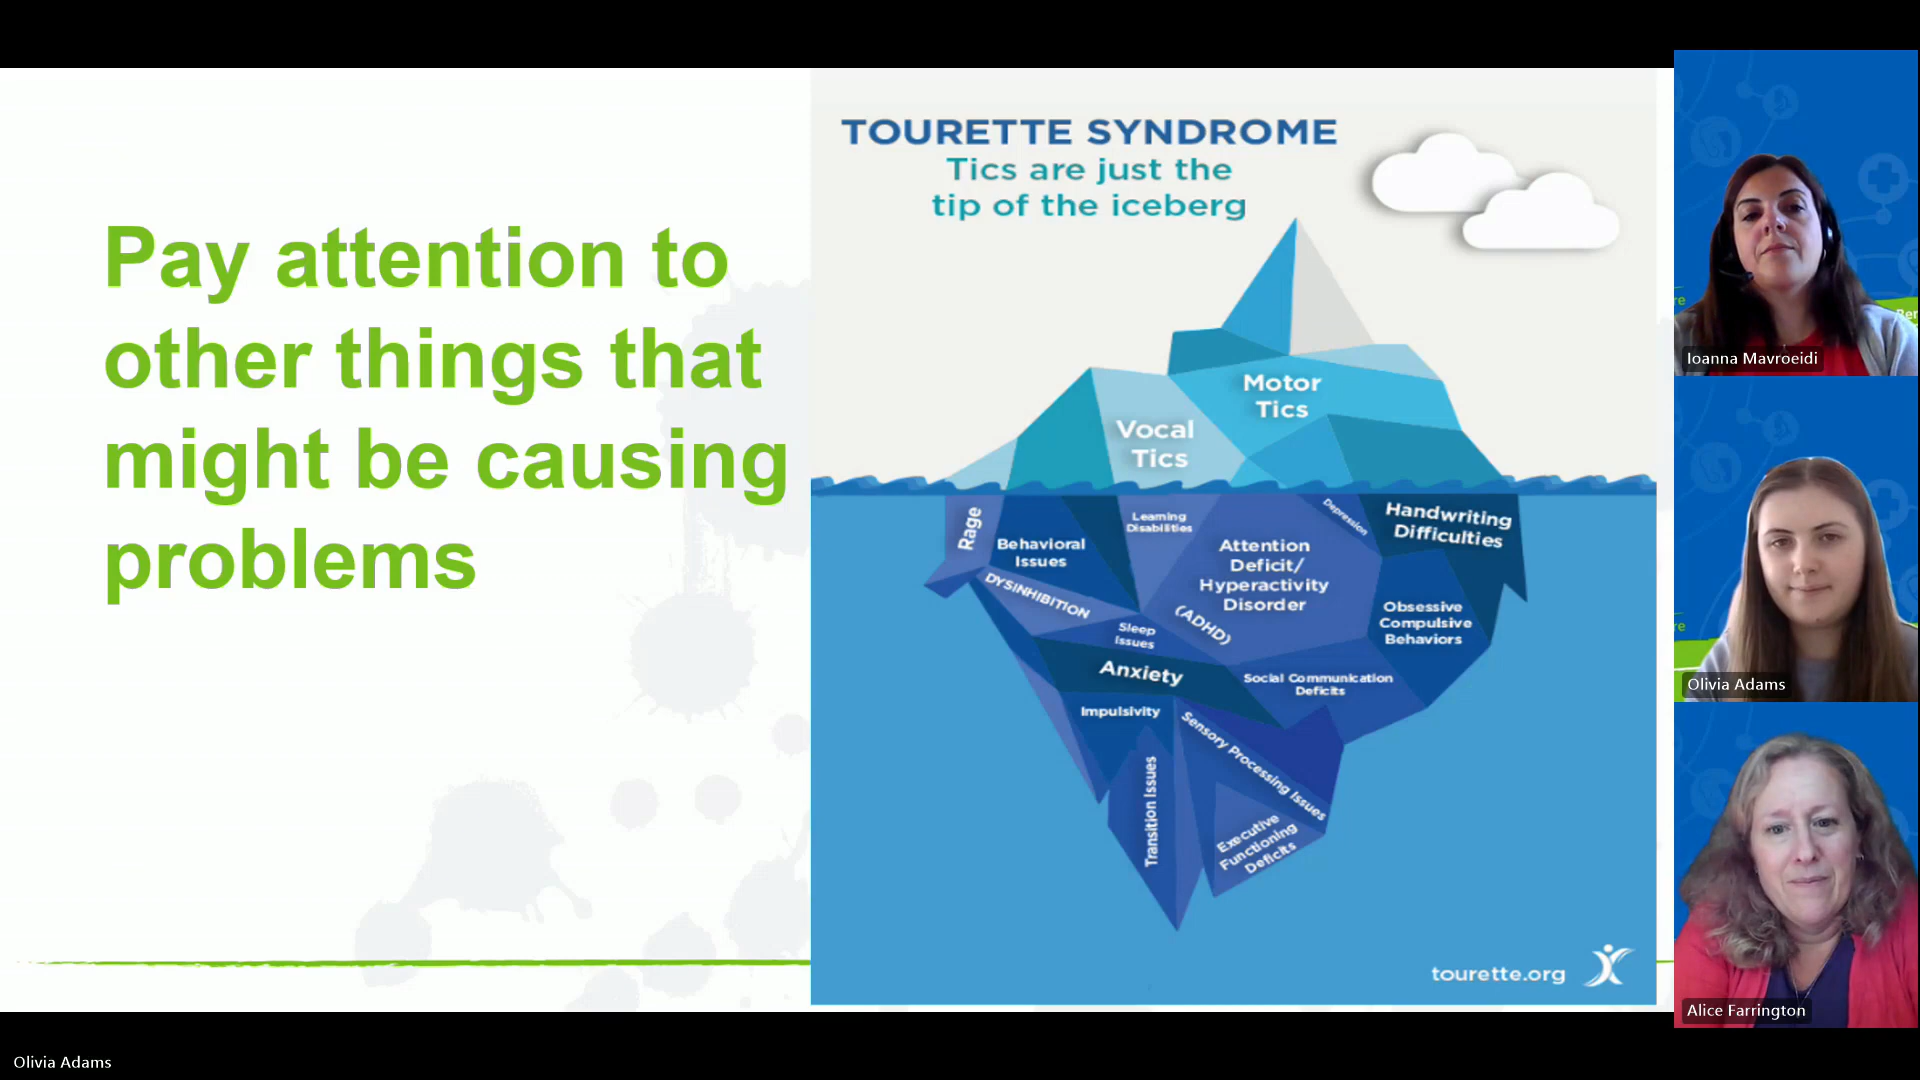 Pay attention to
other things that
might be causing
problems
TOURETTE SYNDROME
Tics are just the
tip of the iceberg
Motor
Tics
Vocal
Tics
Rage
Behavioral
Issues
Learning
Disabilities
Attention
Deficit/
Hyperactivity
Disorder
(ADHD)
Depression
Handwriting
Difficulties
DYSINHIBITION
Sleep
Issues
Obsessive
Compulsive
Behaviors
Anxiety
Social Communication
Deficits
Impulsivity
Sensory Processing Issues
Transition Issues
Executive
Functioning
Deficits
tourette.org
Ioanna Mavroeidi
Olivia Adams
Alice Farrington
Olivia Adams